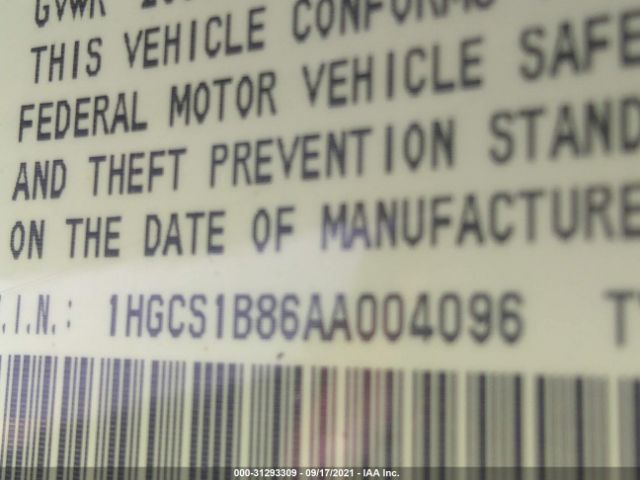 GVWR
THIS VEHICLE CONFORMS
FEDERAL MOTOR VEHICLE SAFE
AND THEFT PREVENTION STAND
ON THE DATE OF MANUFACTURE
.I.N.: 1HGCS1B86AA004096 T
000-31293309 - 09/17/2021 - IAA Inc.